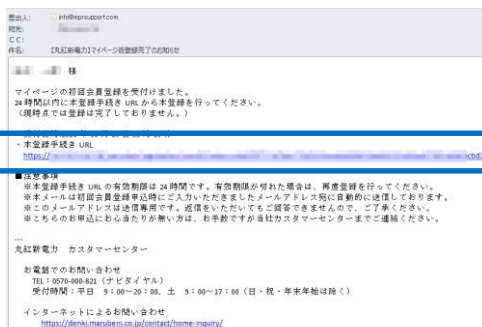 差出人: info@mprsupport.com
宛先:
CC:
件名: 【丸紅新電力】マイページ仮登録完了のお知らせ
様
マイページの初回会員登録を受付けました。
24時間以内に本登録手続き URL から本登録を行ってください。
(現時点では登録は完了しておりません。)
・本登録手続き URL
https://
■注意事項
※本登録手続き URL の有効期限は 24 時間です。有効期限が切れた場合は、再度登録を行ってください。
※本メールは初回会員登録申込時にご入力いただきましたメールアドレス宛に自動的に送信しております。
※このメールアドレスは送信専用です。返信をいただいてもご回答できませんので、ご了承ください。
※こちらのお申込にお心当たりが無い方は、お手数ですが当社カスタマーセンターまでご連絡ください。
---
丸紅新電力 カスタマーセンター
お電話でのお問い合わせ
TEL:0570-000-821(ナビダイヤル)
受付時間:平日 9:00~20:00、土 9:00~17:00(日・祝・年末年始は除く)
インターネットによるお問い合わせ
https://denki.marubeni.co.jp/contact/home-inquiry/